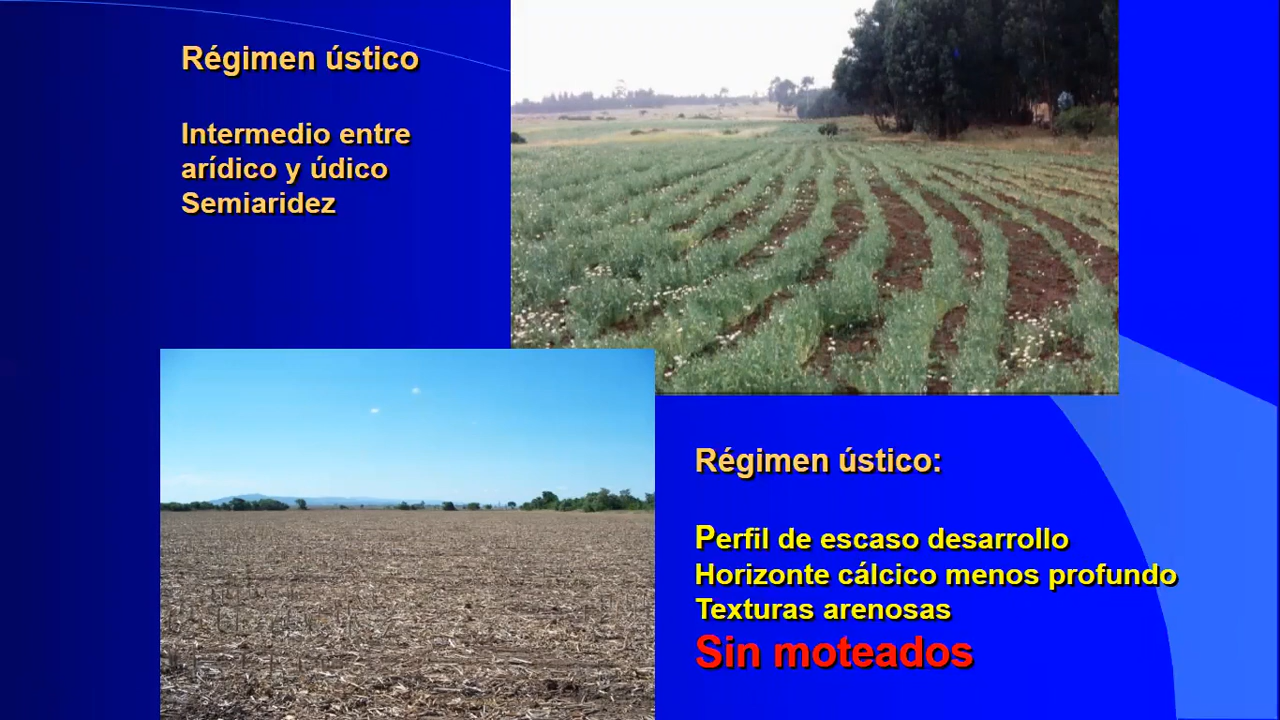 Régimen ústico
Intermedio entre
arídico y údico
Semiaridez
Régimen ústico:
Perfil de escaso desarrollo
Horizonte cálcico menos profundo
Texturas arenosas
Sin moteados